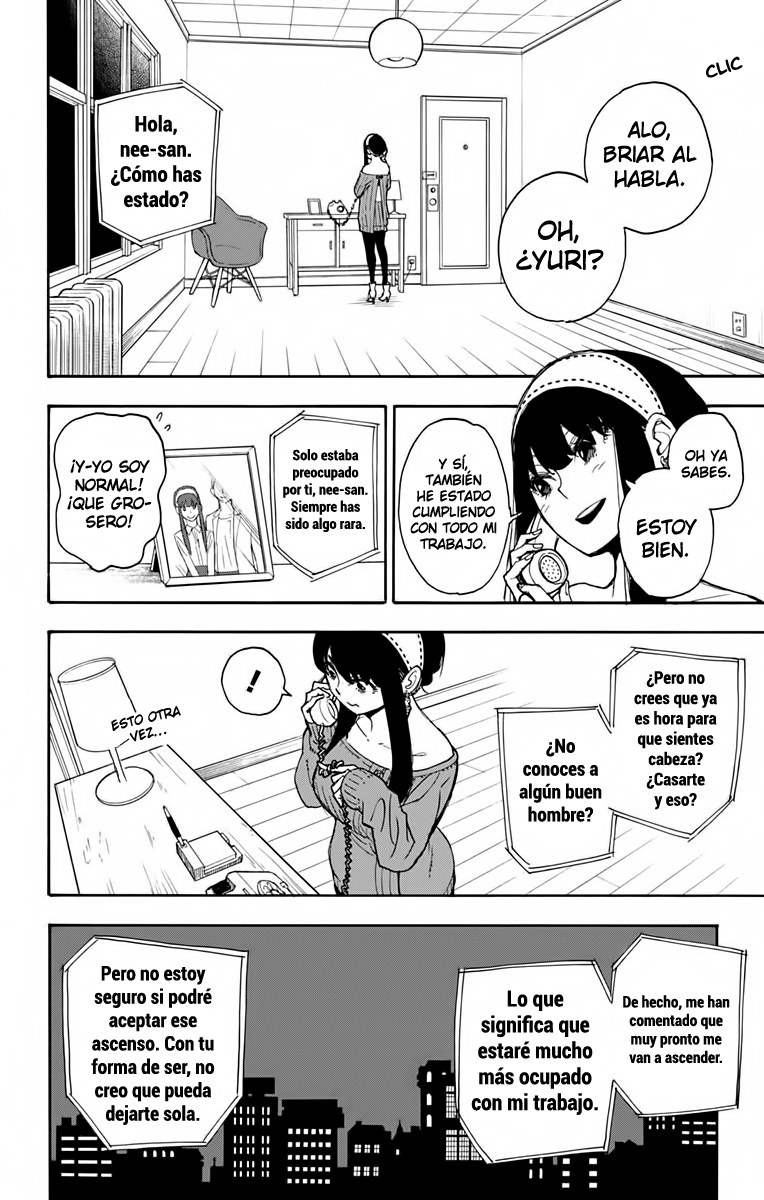 CLIC
ALO,
BRIAR AL
HABLA.
OH,
¿YURI?
Hola,
nee-san.
¿Cómo has
estado?
OH YA
SABES.
ESTOY
BIEN.
Y SÍ,
TAMBIÉN
HE ESTADO
CUMPLIENDO
CON TODO MI
TRABAJO.
Solo estaba
preocupado
por ti, nee-san.
Siempre has
sido algo rara.
¡Y-YO SOY
NORMAL!
¡QUE GRO-
SERO!
¿Pero no
crees que ya
es hora para
que sientes
cabeza?
¿Casarte
y eso?
¿No
conoces a
algún buen
hombre?
!
ESTO OTRA
VEZ...
De hecho, me han
comentado que
muy pronto me
van a ascender.
Lo que
significa que
estaré mucho
más ocupado
con mi trabajo.
Pero no estoy
seguro si podré
aceptar ese
ascenso. Con tu
forma de ser, no
creo que pueda
dejarte sola.